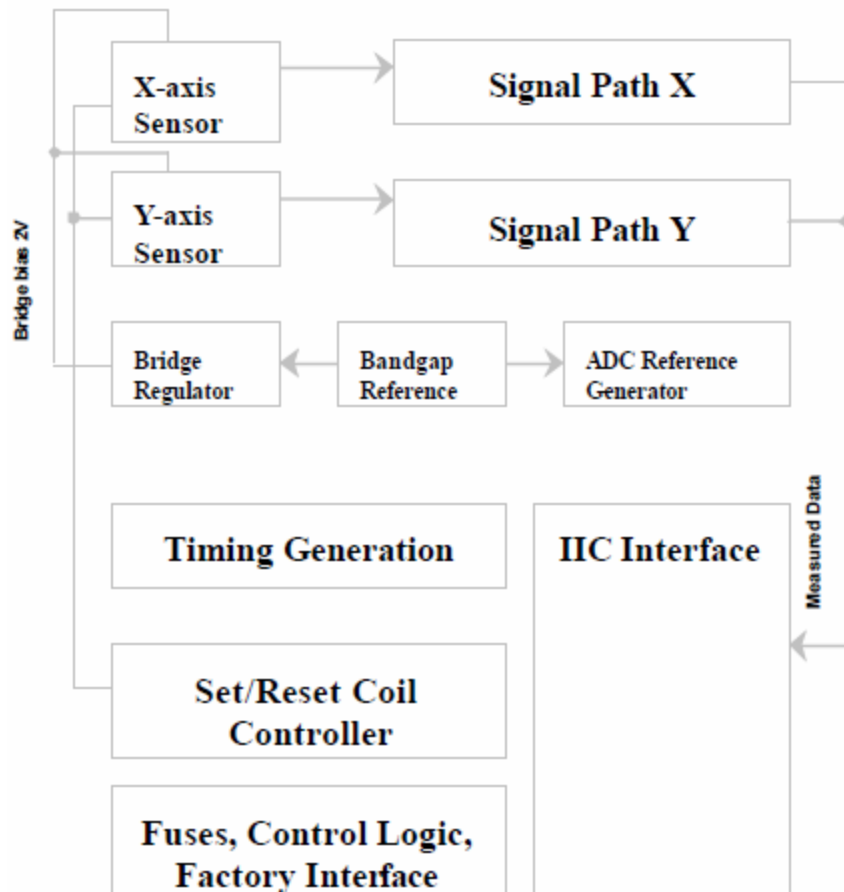 X-axis
Sensor
Signal Path X
Y-axis
Sensor
Signal Path Y
Bridge bias 2V
Bridge
Regulator
Bandgap
Reference
ADC Reference
Generator
Timing Generation
IIC Interface
Measured Data
Set/Reset Coil
Controller
Fuses, Control Logic,
Factory Interface